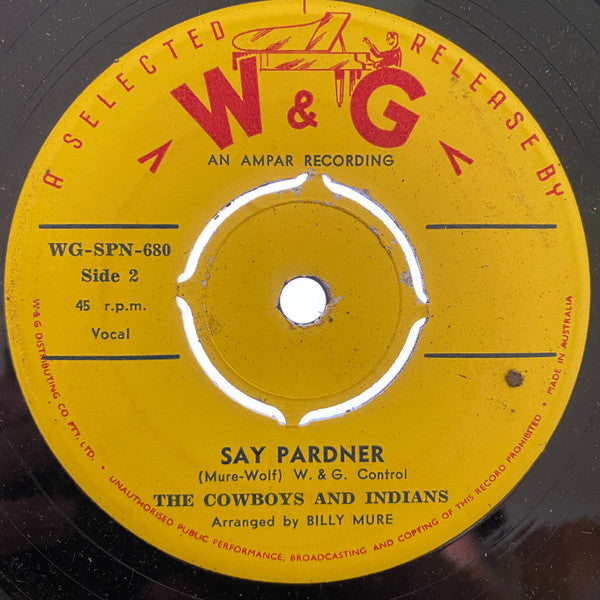 A SELECTED RELEASE BY
W & G
AN AMPAR RECORDING
WG-SPN-680
Side 2
45 r.p.m.
Vocal
SAY PARDNER
(Mure-Wolf) W. & G. Control
THE COWBOYS AND INDIANS
Arranged by BILLY MURE
W&G DISTRIBUTING CO. PTY. LTD. • UNAUTHORISED PUBLIC PERFORMANCE, BROADCASTING AND COPYING OF THIS RECORD PROHIBITED • MADE IN AUSTRALIA